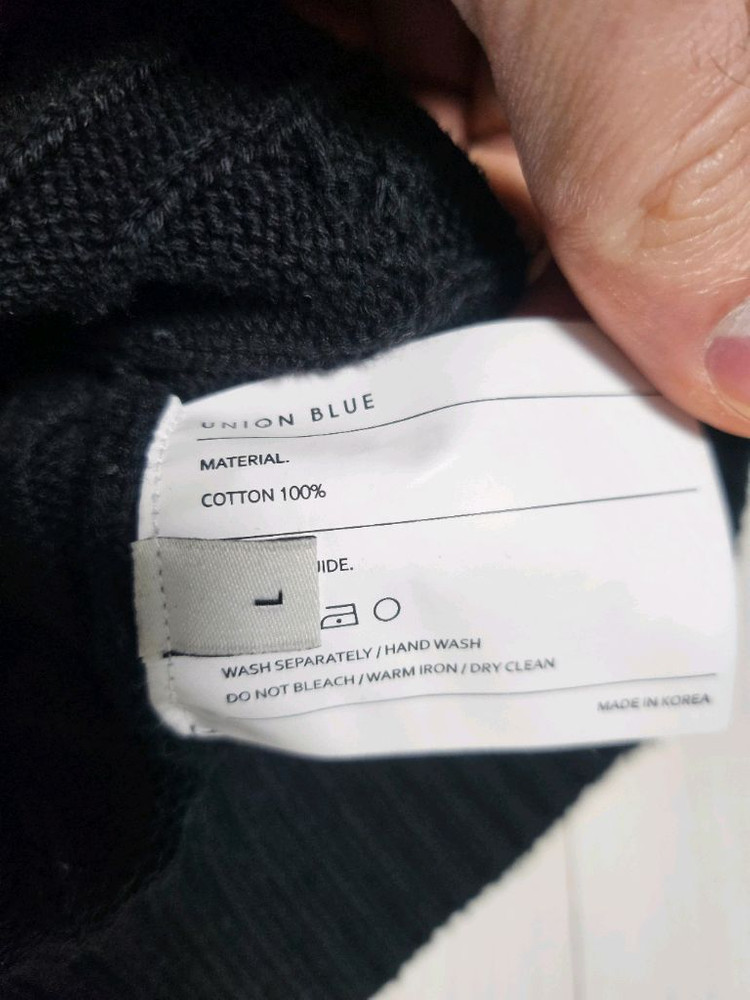 UNION BLUE
MATERIAL.
COTTON 100%
IDE.
L
WASH SEPARATELY / HAND WASH
DO NOT BLEACH / WARM IRON / DRY CLEAN
MADE IN KOREA